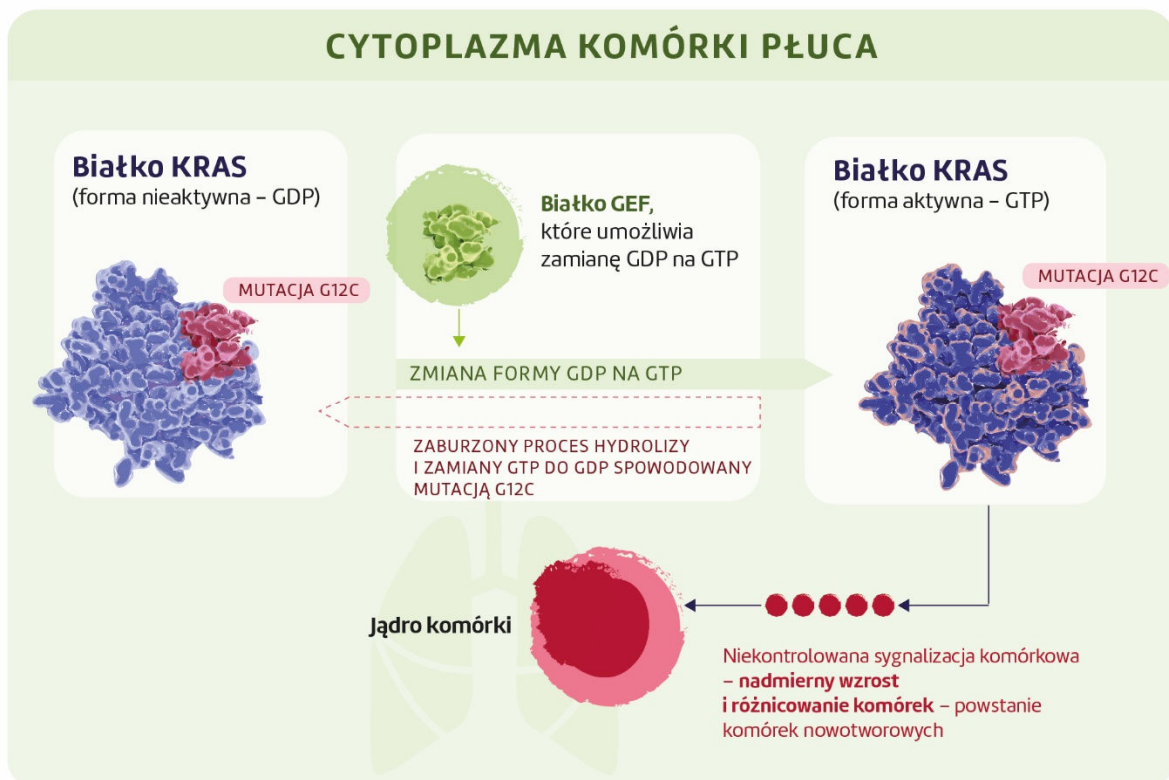 CYTOPLAZMA KOMÓRKI PŁUCA
Białko KRAS
(forma nieaktywna – GDP)
MUTACJA G12C
Białko GEF,
które umożliwia
zamianę GDP na GTP
ZMIANA FORMY GDP NA GTP
ZABURZONY PROCES HYDROLIZY
I ZAMIANY GTP DO GDP SPOWODOWANY
MUTACJĄ G12C
Białko KRAS
(forma aktywna – GTP)
MUTACJA G12C
Jądro komórki
Niekontrolowana sygnalizacja komórkowa
– nadmierny wzrost
i różnicowanie komórek – powstanie
komórek nowotworowych